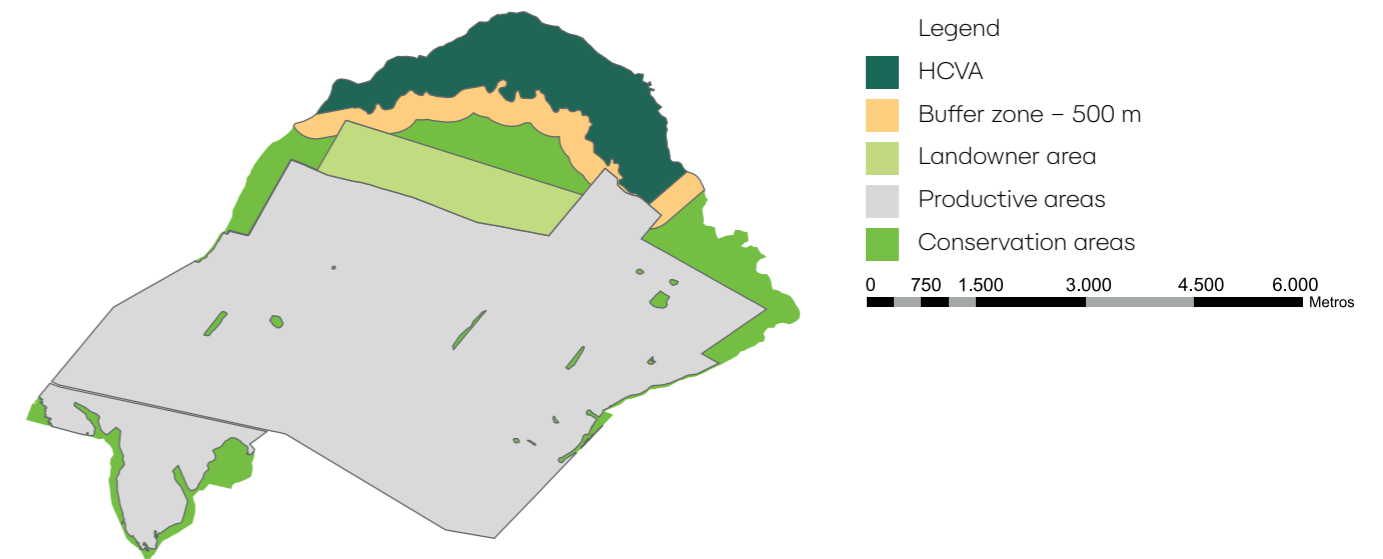 Legend
HCVA
Buffer zone – 500 m
Landowner area
Productive areas
Conservation areas
0 750 1.500 3.000 4.500 6.000
Metros